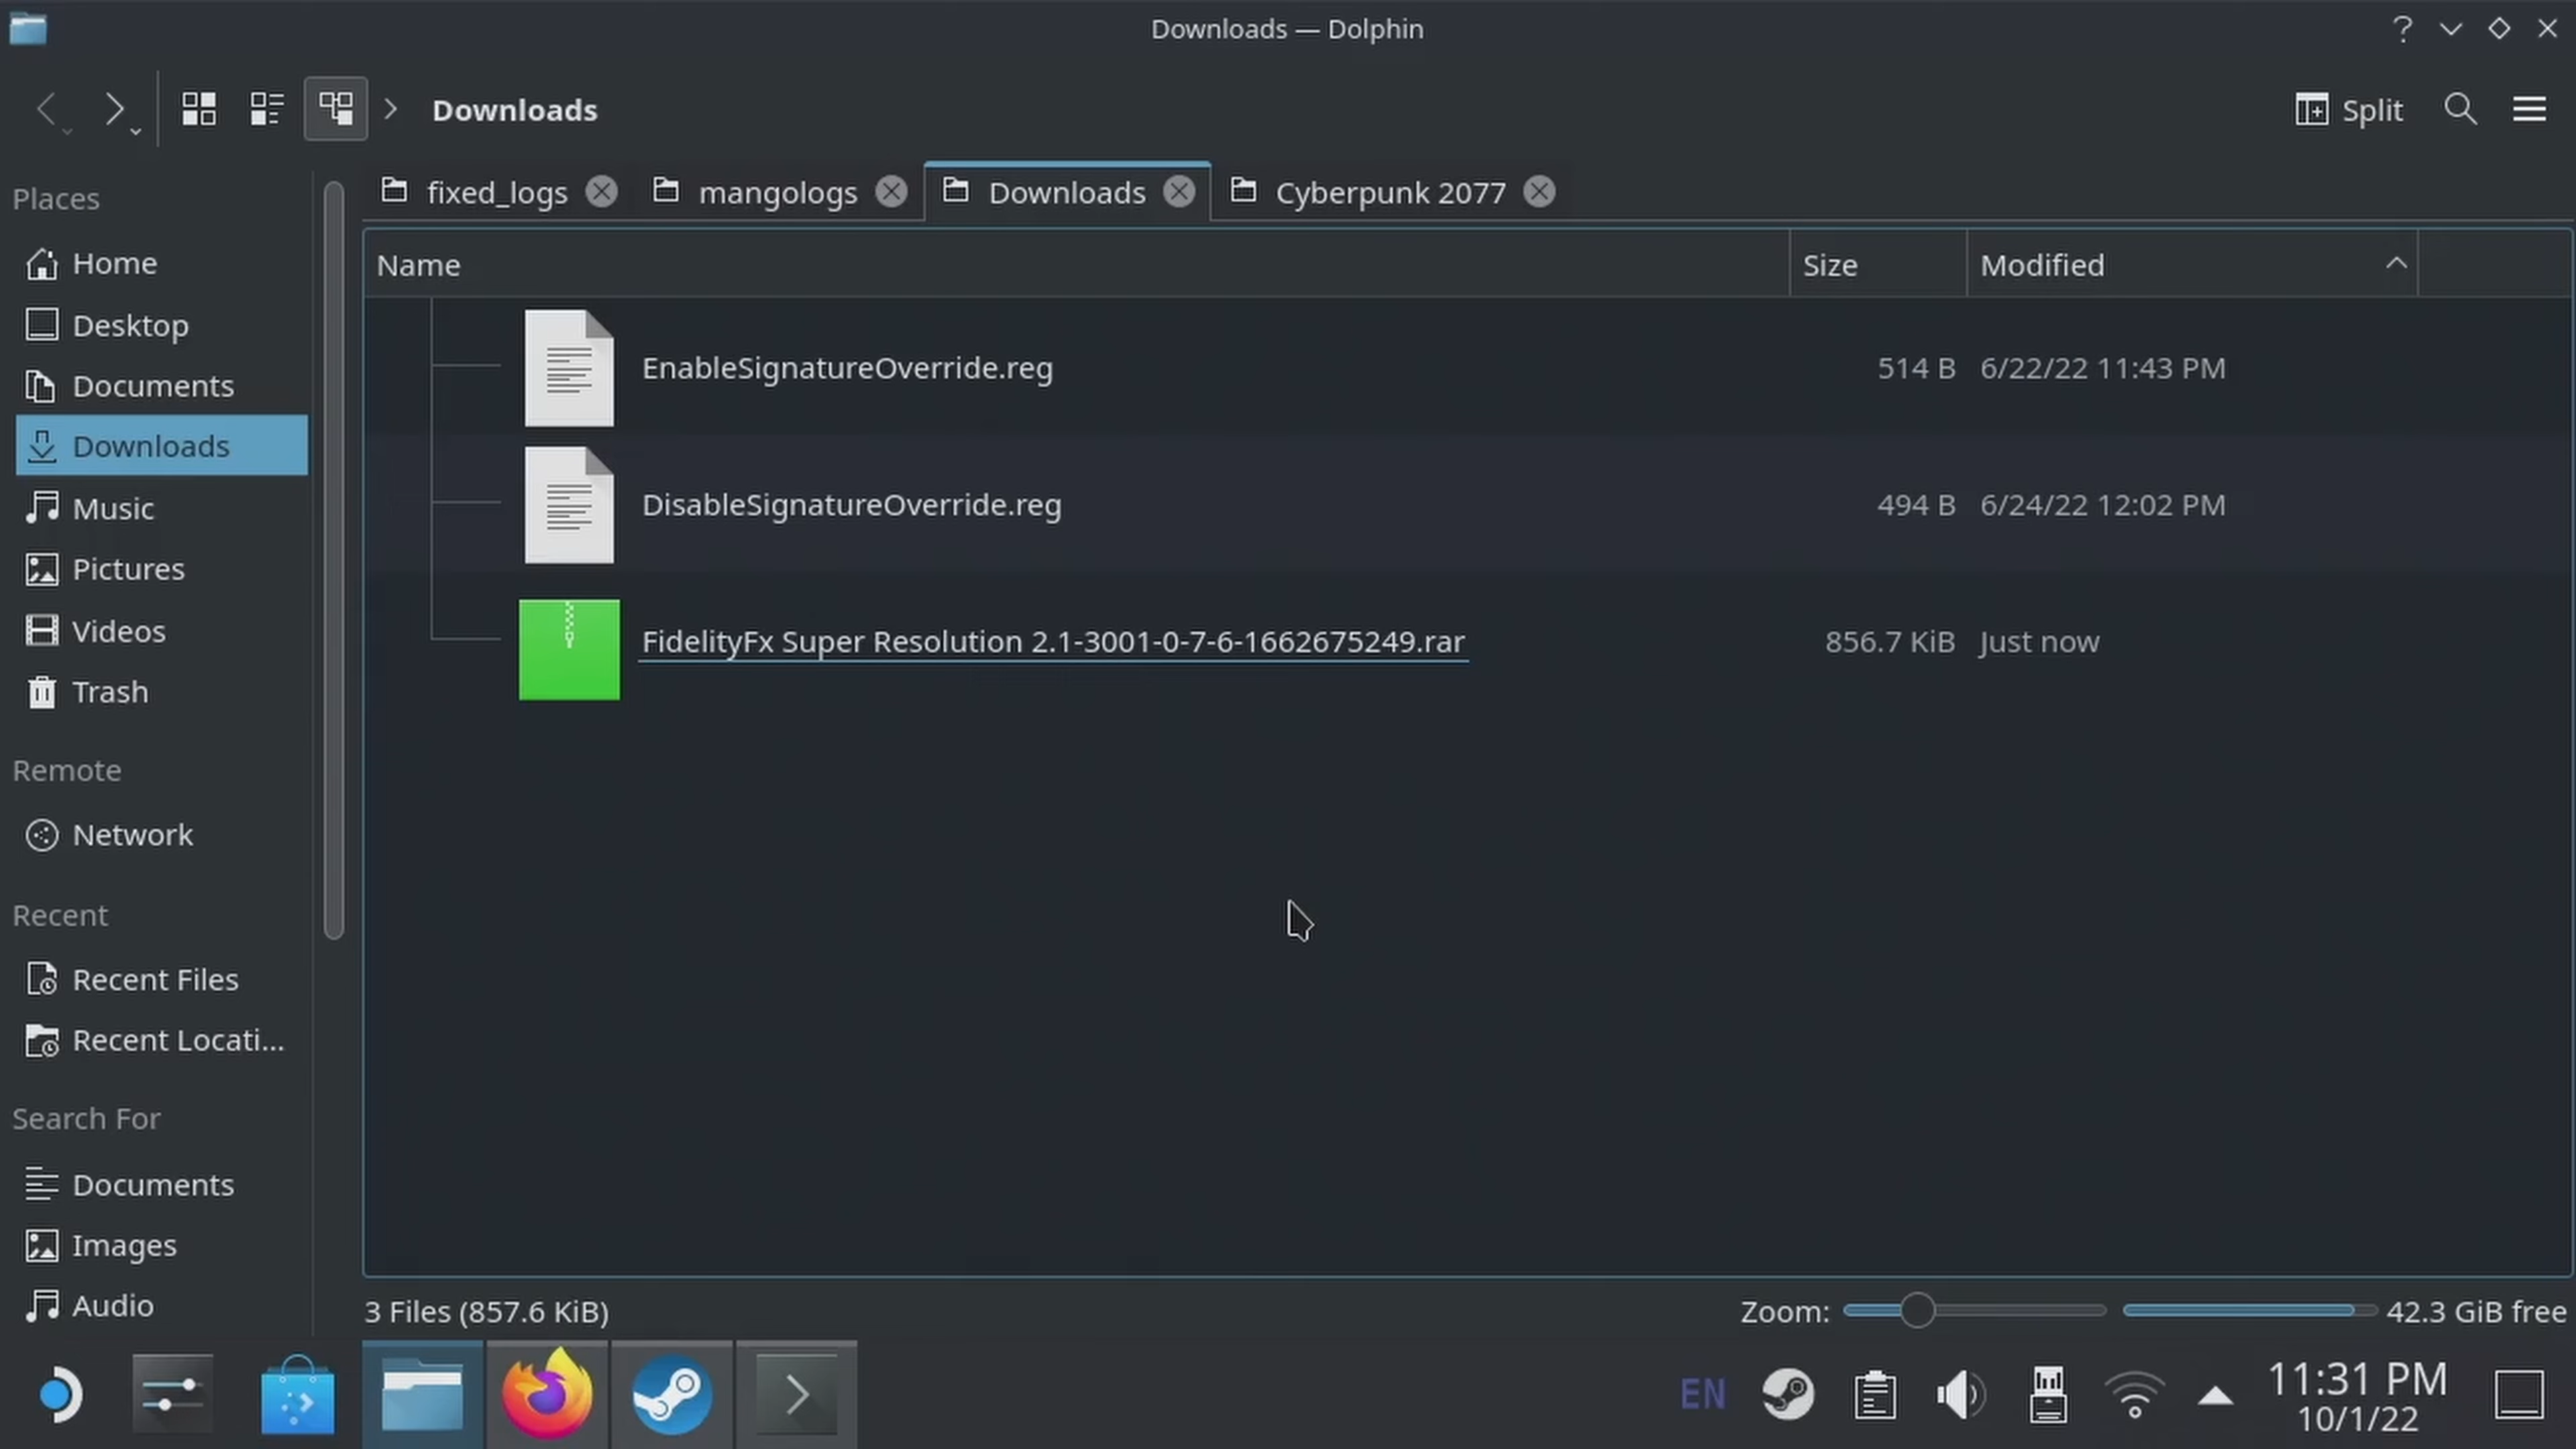 Downloads — Dolphin
Downloads
Split
Places
Home
Desktop
Documents
Downloads
Music
Pictures
Videos
Trash
Remote
Network
Recent
Recent Files
Recent Locati...
Search For
Documents
Images
Audio
fixed_logs
mangologs
Downloads
Cyberpunk 2077
Name Size Modified
EnableSignatureOverride.reg 514 B 6/22/22 11:43 PM
DisableSignatureOverride.reg 494 B 6/24/22 12:02 PM
FidelityFx Super Resolution 2.1-3001-0-7-6-1662675249.rar 856.7 KiB Just now
3 Files (857.6 KiB) Zoom: 42.3 GiB free
EN
11:31 PM
10/1/22